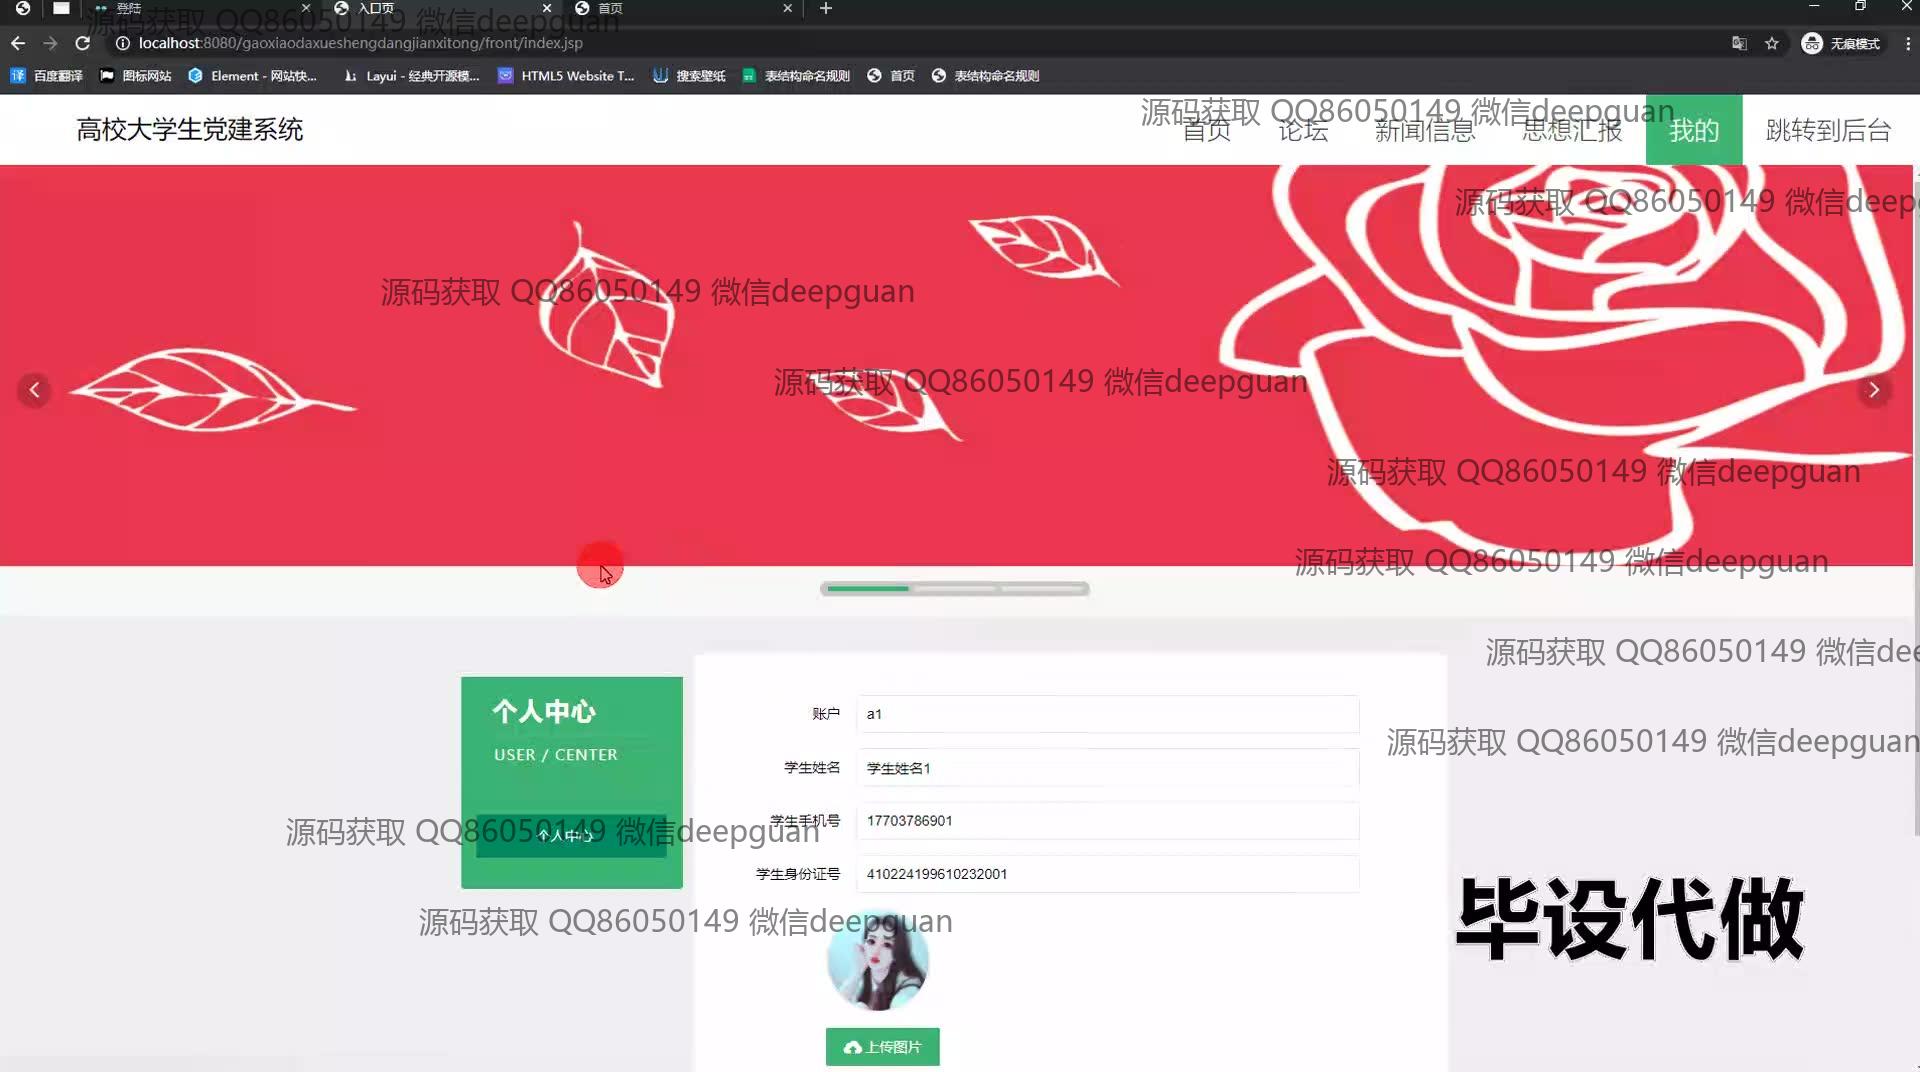 登陆
入口页
首页
源码获取 QQ86050149 微信deepguan
localhost:8080/gaoxiaodaxueshengdangjianxitong/front/index.jsp
无痕模式
百度翻译
图标网站
Element - 网站快...
Layui - 经典开源模...
HTML5 Website T...
搜索壁纸
表结构命名规则
首页
表结构命名规则
高校大学生党建系统
首页
论坛
新闻信息
思想汇报
我的
跳转到后台
源码获取 QQ86050149 微信deepguan
源码获取 QQ86050149 微信deep
源码获取 QQ86050149 微信deepguan
源码获取 QQ86050149 微信deepguan
源码获取 QQ86050149 微信deepguan
源码获取 QQ86050149 微信deepguan
源码获取 QQ86050149 微信dee
个人中心
USER / CENTER
账户
a1
学生姓名
学生姓名1
源码获取 QQ86050149 微信deepguan
个人中心
源码获取 QQ86050149 微信deepguan
学生手机号
17703786901
学生身份证号
410224199610232001
源码获取 QQ86050149 微信deepguan
毕设代做
上传图片